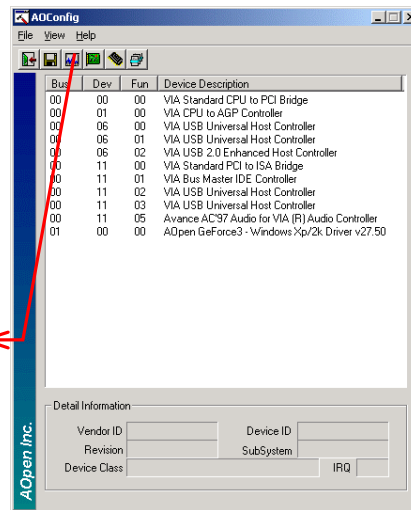 AOConfig
File View Help
Bus Dev Fun Device Description
00 00 00 VIA Standard CPU to PCI Bridge
00 01 00 VIA CPU to AGP Controller
00 06 00 VIA USB Universal Host Controller
00 06 01 VIA USB Universal Host Controller
00 06 02 VIA USB 2.0 Enhanced Host Controller
00 11 00 VIA Standard PCI to ISA Bridge
00 11 01 VIA Bus Master IDE Controller
00 11 02 VIA USB Universal Host Controller
00 11 03 VIA USB Universal Host Controller
00 11 05 Avance AC'97 Audio for VIA (R) Audio Controller
01 00 00 AOpen GeForce3 - Windows Xp/2k Driver v27.50
Detail Information
Vendor ID Device ID
Revision SubSystem
Device Class IRQ
AOpen Inc.